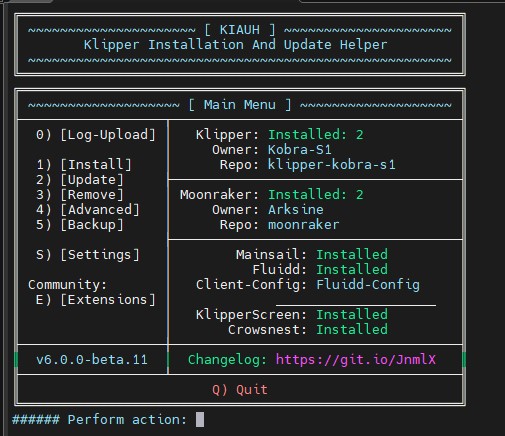 ~~~~~~~~~~~~~~~~~~~~~ [ KIAUH ] ~~~~~~~~~~~~~~~~~~~~~
Klipper Installation And Update Helper
~~~~~~~~~~~~~~~~~~~~~~~~~~~~~~~~~~~~~~~~~~~~~~~~~~~~~
~~~~~~~~~~~~~~~~~~~ [ Main Menu ] ~~~~~~~~~~~~~~~~~~~
0) [Log-Upload] Klipper: Installed: 2
Owner: Kobra-S1
1) [Install] Repo: klipper-kobra-s1
2) [Update]
3) [Remove] Moonraker: Installed: 2
4) [Advanced] Owner: Arksine
5) [Backup] Repo: moonraker
S) [Settings] Mainsail: Installed
Fluidd: Installed
Community: Client-Config: Fluidd-Config
E) [Extensions]
KlipperScreen: Installed
Crowsnest: Installed
v6.0.0-beta.11 Changelog: https://git.io/JnmlX
Q) Quit
###### Perform action: